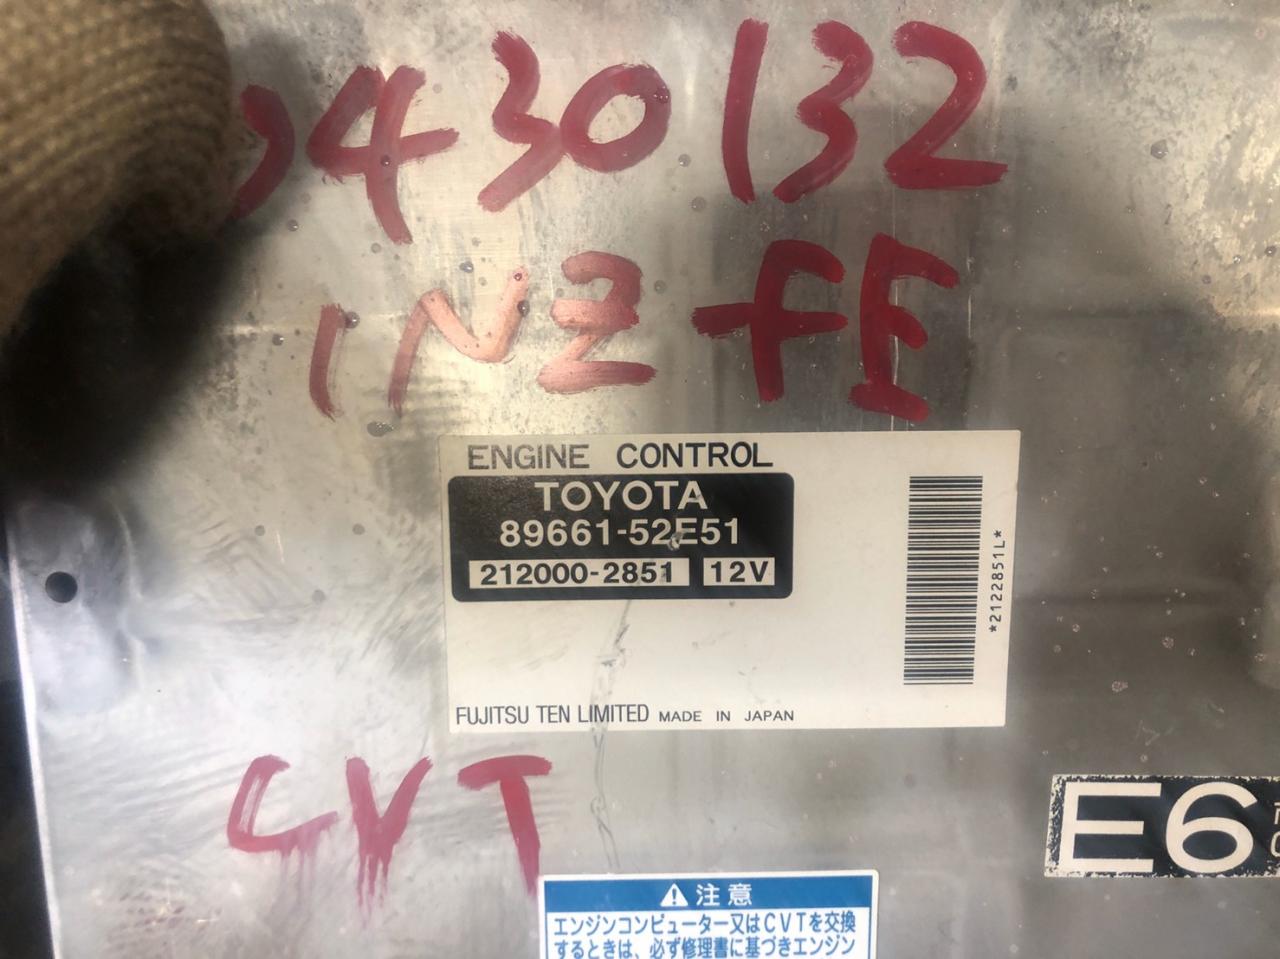 0430132
1NZ-FE
ENGINE CONTROL
TOYOTA
89661-52E51
212000-2851 12V
*2122851L*
FUJITSU TEN LIMITED MADE IN JAPAN
CVT
E6
注意
エンジンコンピューター又はCVTを交換
するときは、必ず修理書に基づきエンジン